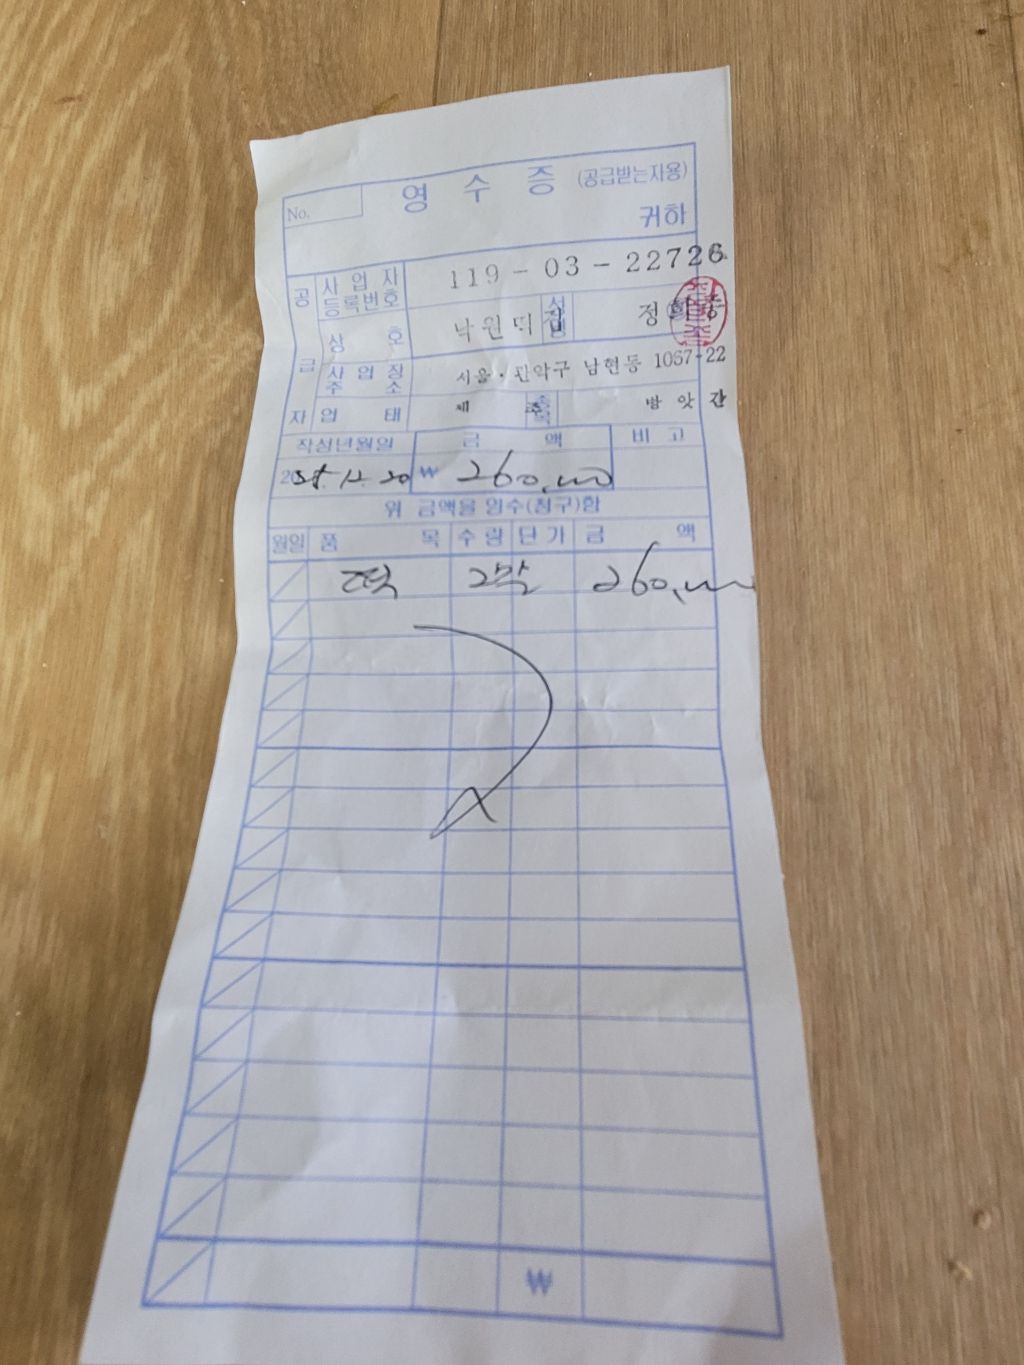 No.
영 수 증 (공급받는자용)
귀하
공 급 자
사업자 등록번호 119-03-22726
상 호 낙원떡 성명 정
사업장 주소 서울·관악구 남현동 1067-22
업 태 제 방앗간
작성년월일 금 액 비 고
12. 20 ₩ 260,000
위 금액을 영수(청구)함
월일 품 목 수량 단가 금 액
떡 2말 260,000
₩